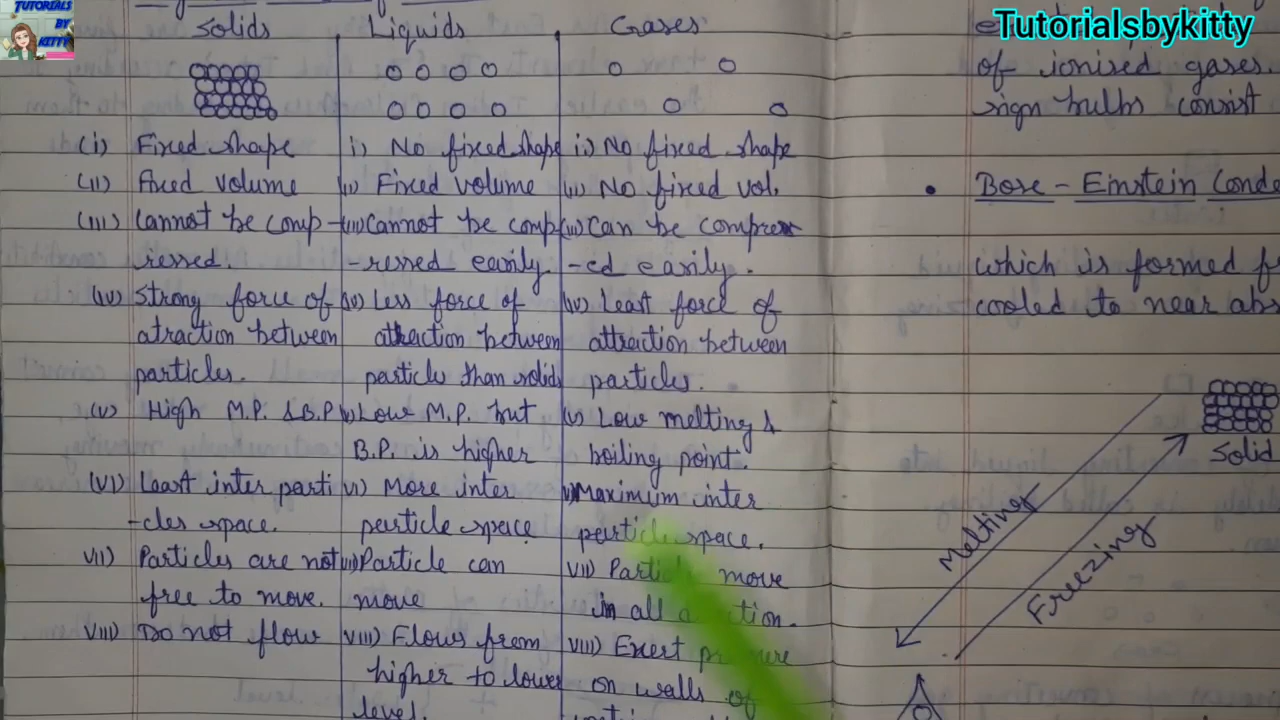 TUTORIALS
BY
KITTY
Tutorialsbykitty
Solids
Liquids
Gases
(i) Fixed shape
(ii) Fixed volume
(iii) Cannot be comp-
ressed.
(iv) Strong force of
atraction between
particles.
(v) High M.P. & B.P
(vi) Least inter parti
-cles space.
vii) Particles are not
free to move.
viii) Do not flow
i) No fixed shape
(ii) Fixed volume
(iii) Cannot be comp
-ressed easily.
(iv) Less force of
attraction between
particle than solids
(v) Low M.P. but
B.P. is higher
vi) More inter
particle space
(vii) Particle can
move
viii) Flows from
higher to lower
level.
i) No fixed shape
(ii) No fixed vol.
(iii) Can be compress
-ed easily.
(iv) Least force of
attraction between
particles.
(v) Low melting &
boiling point.
(vi) Maximum inter
particle space.
vii) move
in all
viii) Exert
on walls of
of ionised gases.
sign bulbs consist
• Bose - Einstein
which is formed
cooled to near
Solid
Melting
Freezing